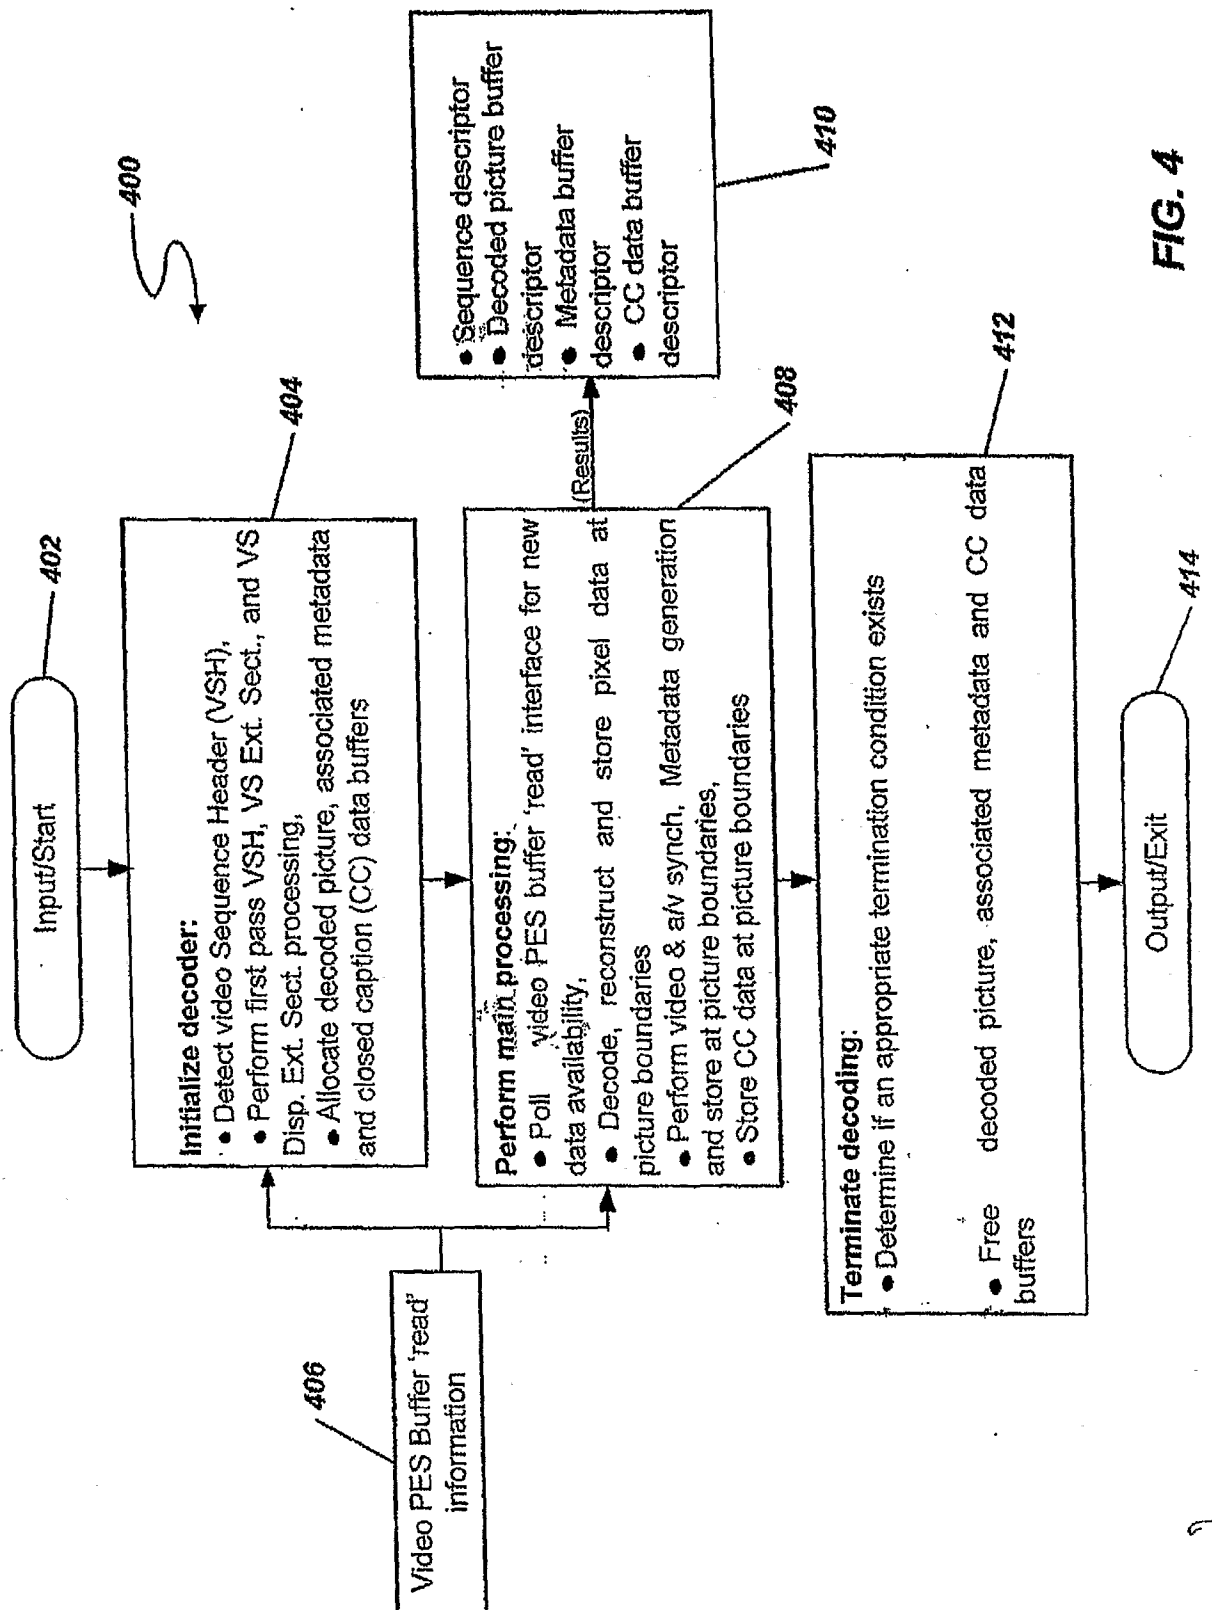 400
Input/Start
402
Initialize decoder:
● Detect video Sequence Header (VSH),
● Perform first pass VSH, VS Ext. Sect., and VS
Disp. Ext. Sect. processing,
● Allocate decoded picture, associated metadata
and closed caption (CC) data buffers
404
Video PES Buffer 'read'
information
406
Perform main processing:
● Poll video PES buffer 'read' interface for new
data availability,
● Decode, reconstruct and store pixel data at
picture boundaries
● Perform video & a/v synch. Metadata generation
and store at picture boundaries,
● Store CC data at picture boundaries
408
(Results)
● Sequence descriptor
● Decoded picture buffer
descriptor
● Metadata buffer
descriptor
● CC data buffer
descriptor
410
Terminate decoding:
● Determine if an appropriate termination condition exists
● Free decoded picture, associated metadata and CC data
buffers
412
Output/Exit
414
FIG. 4